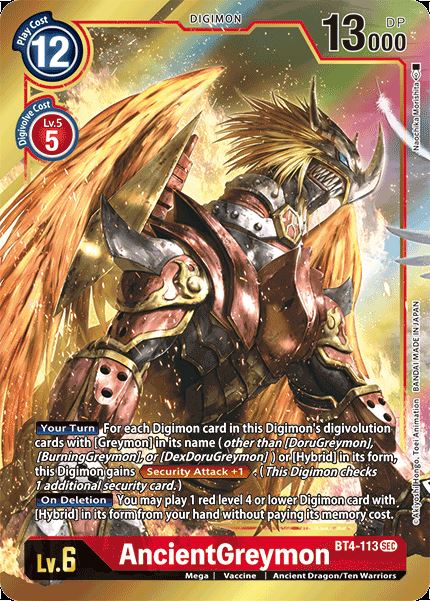 Play Cost
12
DIGIMON
13000
DP
Digivolve Cost
Lv.5
5
Naochika Morishita
©Akiyoshi Hongo, Toei Animation BANDAI MADE IN JAPAN
Your Turn For each Digimon card in this Digimon's digivolution
cards with [Greymon] in its name ( other than [DoruGreymon],
[BurningGreymon], or [DexDoruGreymon] ) or [Hybrid] in its form,
this Digimon gains Security Attack +1 . ( This Digimon checks
1 additional security card.)
On Deletion You may play 1 red level 4 or lower Digimon card with
[Hybrid] in its form from your hand without paying its memory cost.
Lv.6
AncientGreymon
BT4-113 SEC
Mega | Vaccine | Ancient Dragon/Ten Warriors